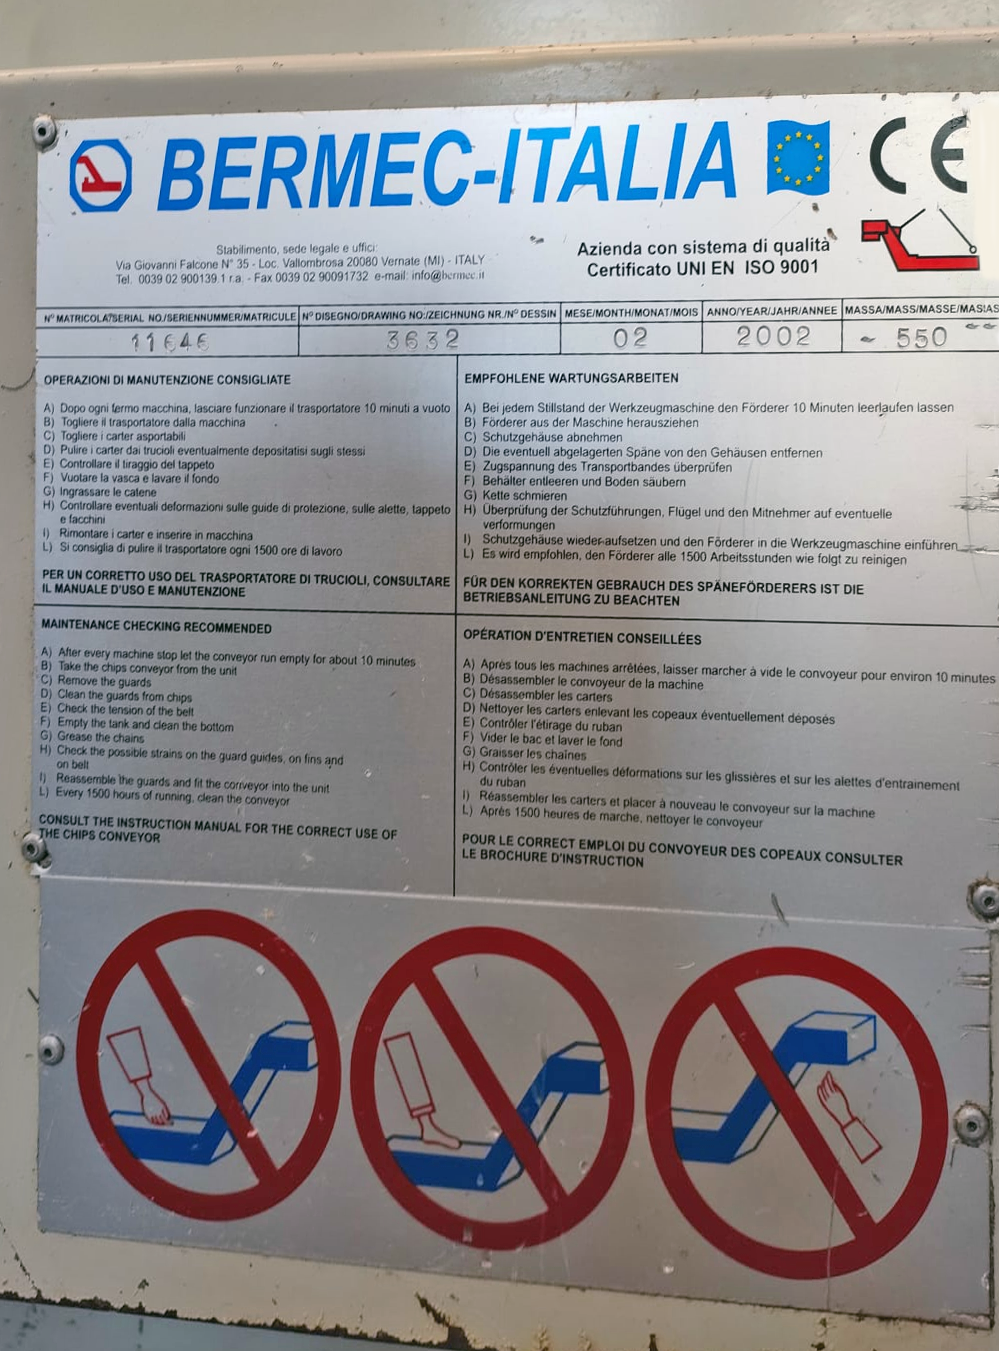 BERMEC-ITALIA
CE
Stabilimento, sede legale e uffici:
Via Giovanni Falcone N° 35 - Loc. Vallombrosa 20080 Vernate (MI) - ITALY
Tel. 0039 02 900139.1 r.a. - Fax 0039 02 90091732 e-mail: info@bermec.it
Azienda con sistema di qualità
Certificato UNI EN ISO 9001
N° MATRICOLA/SERIAL NO./SERIENNUMMER/MATRICULE
N° DISEGNO/DRAWING NO:/ZEICHNUNG NR./N° DESSIN
MESE/MONTH/MONAT/MOIS
ANNO/YEAR/JAHR/ANNEE
MASSA/MASS/MASSE/MASIAS
11646
3632
02
2002
~ 550
OPERAZIONI DI MANUTENZIONE CONSIGLIATE
A) Dopo ogni fermo macchina, lasciare funzionare il trasportatore 10 minuti a vuoto
B) Togliere il trasportatore dalla macchina
C) Togliere i carter asportabili
D) Pulire i carter dai trucioli eventualmente depositatisi sugli stessi
E) Controllare il tiraggio del tappeto
F) Vuotare la vasca e lavare il fondo
G) Ingrassare le catene
H) Controllare eventuali deformazioni sulle guide di protezione, sulle alette, tappeto
e facchini
I) Rimontare i carter e inserire in macchina
L) Si consiglia di pulire il trasportatore ogni 1500 ore di lavoro
PER UN CORRETTO USO DEL TRASPORTATORE DI TRUCIOLI, CONSULTARE
IL MANUALE D'USO E MANUTENZIONE
EMPFOHLENE WARTUNGSARBEITEN
A) Bei jedem Stillstand der Werkzeugmaschine den Förderer 10 Minuten leerlaufen lassen
B) Förderer aus der Maschine herausziehen
C) Schutzgehäuse abnehmen
D) Die eventuell abgelagerten Späne von den Gehäusen entfernen
E) Zugspannung des Transportbandes überprüfen
F) Behälter entleeren und Boden säubern
G) Kette schmieren
H) Überprüfung der Schutzführungen, Flügel und den Mitnehmer auf eventuelle
verformungen
I) Schutzgehäuse wieder aufsetzen und den Förderer in die Werkzeugmaschine einführen
L) Es wird empfohlen, den Förderer alle 1500 Arbeitsstunden wie folgt zu reinigen
FÜR DEN KORREKTEN GEBRAUCH DES SPÄNEFÖRDERERS IST DIE
BETRIEBSANLEITUNG ZU BEACHTEN
MAINTENANCE CHECKING RECOMMENDED
A) After every machine stop let the conveyor run empty for about 10 minutes
B) Take the chips conveyor from the unit
C) Remove the guards
D) Clean the guards from chips
E) Check the tension of the belt
F) Empty the tank and clean the bottom
G) Grease the chains
H) Check the possible strains on the guard guides, on fins and
on belt
I) Reassemble the guards and fit the conveyor into the unit
L) Every 1500 hours of running, clean the conveyor
CONSULT THE INSTRUCTION MANUAL FOR THE CORRECT USE OF
THE CHIPS CONVEYOR
OPÉRATION D'ENTRETIEN CONSEILLÉES
A) Après tous les machines arrêtées, laisser marcher à vide le convoyeur pour environ 10 minutes
B) Désassembler le convoyeur de la machine
C) Désassembler les carters
D) Nettoyer les carters enlevant les copeaux éventuellement déposés
E) Contrôler l'étirage du ruban
F) Vider le bac et laver le fond
G) Graisser les chaînes
H) Contrôler les éventuelles déformations sur les glissières et sur les alettes d'entrainement
du ruban
I) Réassembler les carters et placer à nouveau le convoyeur sur la machine
L) Après 1500 heures de marche, nettoyer le convoyeur
POUR LE CORRECT EMPLOI DU CONVOYEUR DES COPEAUX CONSULTER
LE BROCHURE D'INSTRUCTION